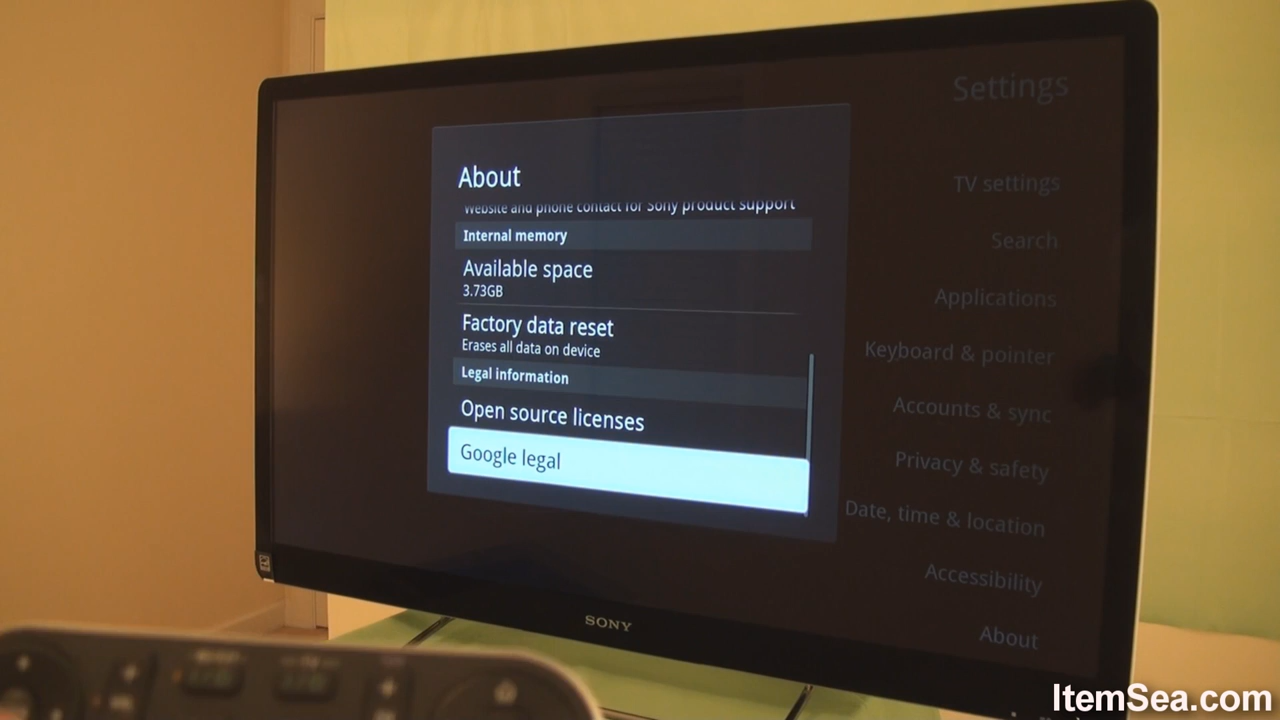 Settings
About
Website and phone contact for Sony product support
Internal memory
Available space
3.73GB
Factory data reset
Erases all data on device
Legal information
Open source licenses
Google legal
TV settings
Search
Applications
Keyboard & pointer
Accounts & sync
Privacy & safety
Date, time & location
Accessibility
About
SONY
ItemSea.com